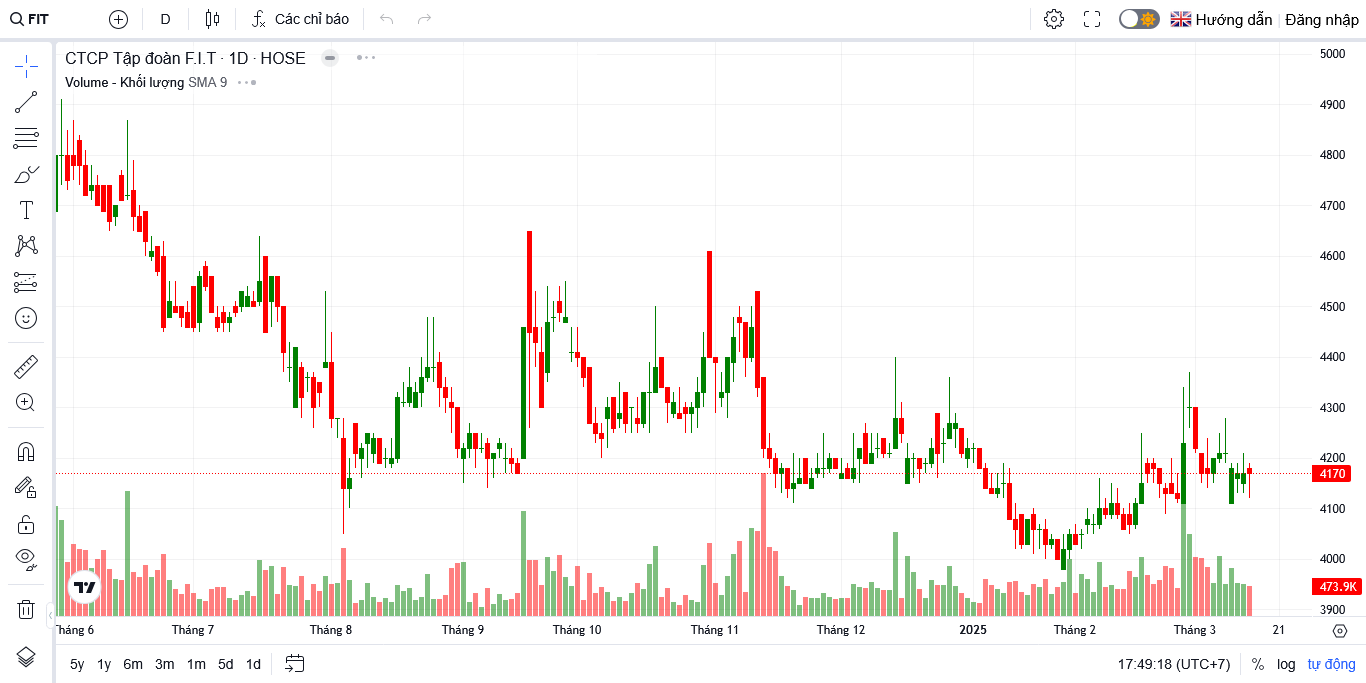 FIT D Các chỉ báo Hướng dẫn Đăng nhập
CTCP Tập đoàn F.I.T · 1D · HOSE
Volume - Khối lượng SMA 9
5000
4900
4800
4700
4600
4500
4400
4300
4200
4170
4100
4000
473.9K
3900
Tháng 6 Tháng 7 Tháng 8 Tháng 9 Tháng 10 Tháng 11 Tháng 12 2025 Tháng 2 Tháng 3 21
5y 1y 6m 3m 1m 5d 1d 17:49:18 (UTC+7) % log tự động